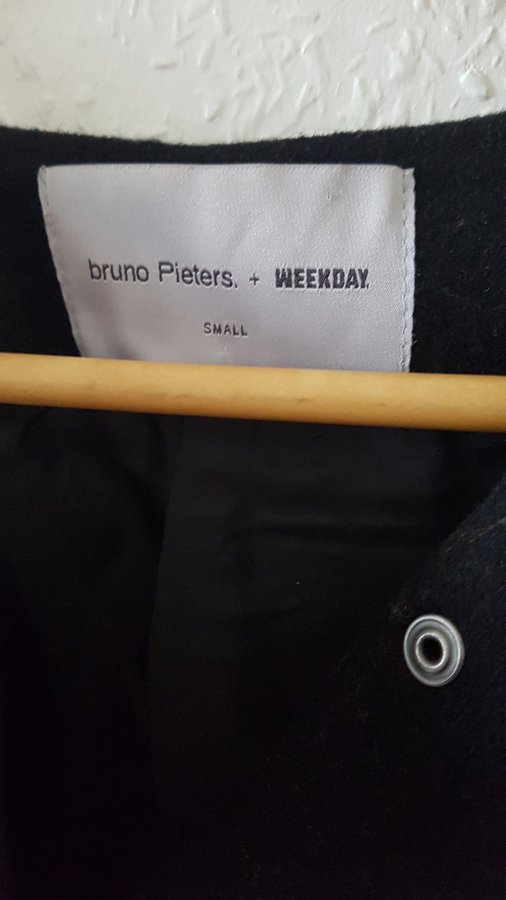 bruno Pieters. + WEEKDAY.
SMALL